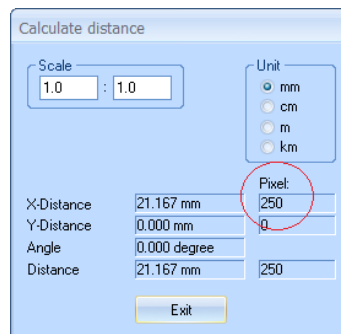 Calculate distance
Scale
Unit
1.0 : 1.0
mm
cm
m
km
Pixel:
X-Distance 21.167 mm 250
Y-Distance 0.000 mm 0
Angle 0.000 degree
Distance 21.167 mm 250
Exit